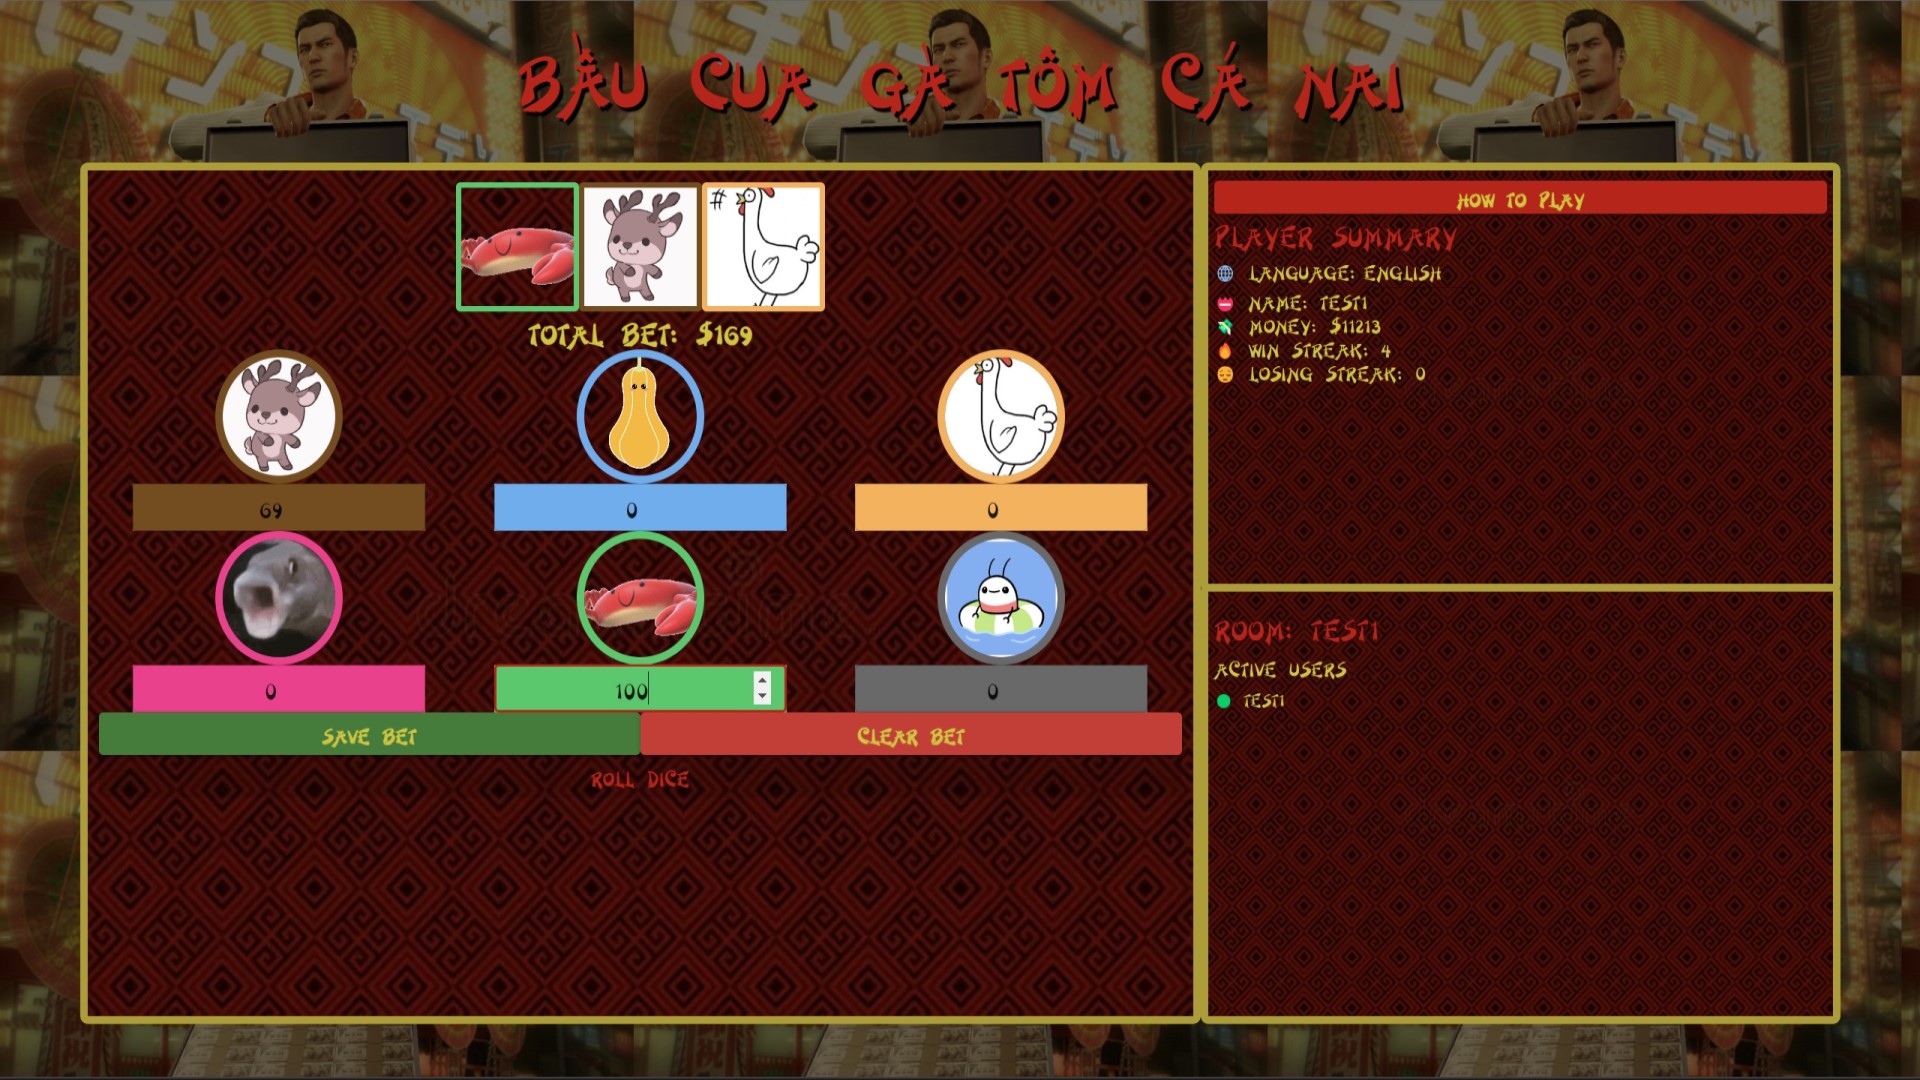 BẦU CUA GÀ TÔM CÁ NAI
#
TOTAL BET: $169
69
0
0
0
100
0
SAVE BET
CLEAR BET
ROLL DICE
HOW TO PLAY
PLAYER SUMMARY
LANGUAGE: ENGLISH
NAME: TEST1
MONEY: $11213
WIN STREAK: 4
LOSING STREAK: 0
ROOM: TEST1
ACTIVE USERS
TEST1